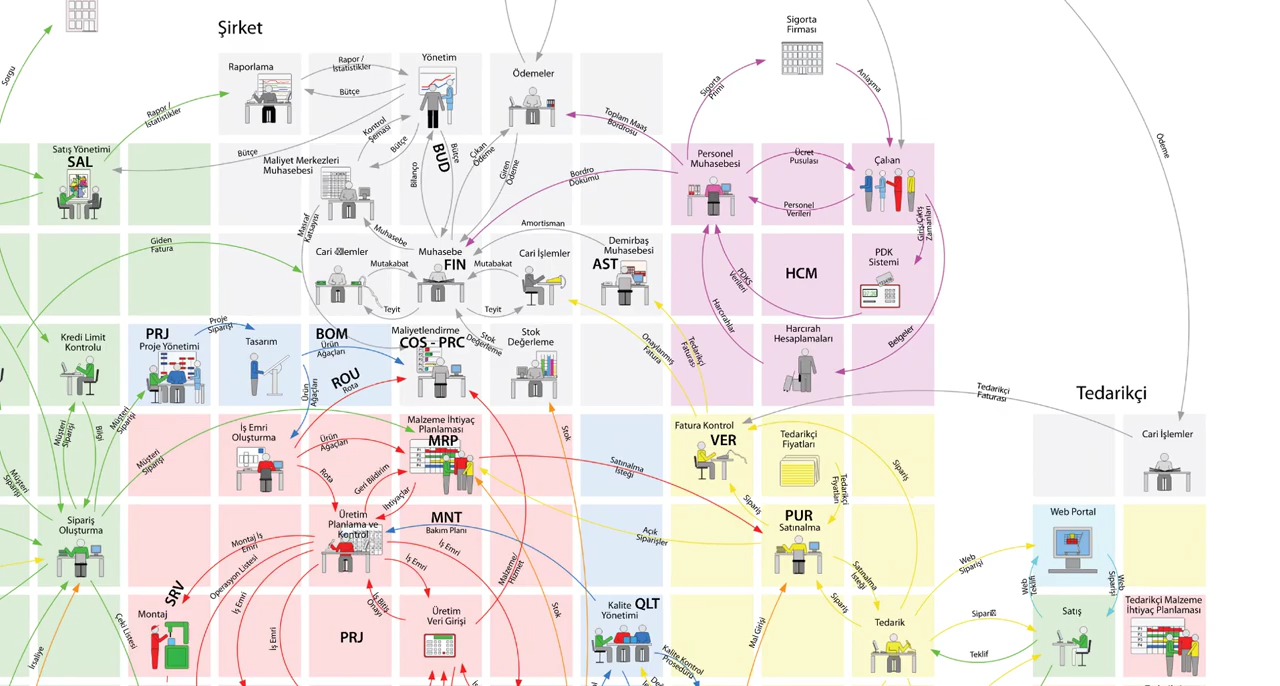 Şirket
Sigorta
Firması
Sorgu
Raporlama
Rapor /
İstatistikler
Bütçe
Yönetim
Ödemeler
Rapor /
İstatistikler
Kontrol
Şeması
Bütçe
Sigorta
Primi
Anlaşma
Toplam Maaş
Bordrosu
Ödeme
Satış Yönetimi
SAL
Bütçe
Maliyet Merkezleri
Muhasebesi
Bilanço
BUD
Bütçe
Çıkan
Ödeme
Giren
Ödeme
Bordro
Dökümü
Personel
Muhasebesi
Ücret
Pusulası
Personel
Verileri
Çalıan
Giriş/Çıkış
Zamanları
Masraf
Katsayısı
Muhasebe
Amortisman
Giden
Fatura
Mutakabat
Teyit
Muhasebe
FIN
Mutabakat
Teyit
Cari İşlemler
Demirbaş
Muhasebesi
AST
PDKS
Verileri
HCM
PDK
Sistemi
Harcırahlar
Harcırah
Hesaplamaları
Belgeler
Kredi Limit
Kontrolu
PRJ
Proje Yönetimi
Proje
Siparişi
Tasarım
BOM
Ürün
Ağaçları
ROU
Rota
Ürün
Ağaçları
Maliyetlendirme
COS - PRC
Stok
Değerleme
Stok
Değerleme
Onaylanmış
Fatura
Tedarikçi
Faturası
Tedarikçi
Faturası
Tedarikçi
Müşteri
Siparişi
Bilgi
Müşteri
Siparişi
Müşteri
Siparişi
İş Emri
Oluşturma
Ürün
Ağaçları
Rota
Geri Bildirim
İhtiyaçlar
Malzeme İhtiyaç
Planlaması
MRP
Stok
Satınalma
İsteği
Fatura Kontrol
VER
Tedarikçi
Fiyatları
Tedarikçi
Fiyatları
Sipariş
Sipariş
Cari İşlemler
Müşteri
Siparişi
Sipariş
Oluşturma
Montaj İş
Emri
Operasyon Listesi
İş Emri
Üretim
Planlama ve
Kontrol
MNT
Bakım Planı
İş Emri
İş Emri
Malzeme/
Hizmet
Açık
Siparişler
PUR
Satınalma
Satınalma
İsteği
Sipariş
Web
Siparişi
Web Portal
Web
Teklifi
Web
Siparişi
İrsaliye
Çeki Listesi
Montaj
SRV
İş Emri
PRJ
İş Bitiş
Onayı
Üretim
Veri Girişi
Stok
Kalite
Yönetimi
QLT
Kalite Kontrol
Prosedürü
Mal Girişi
Tedarik
Teklif
Satış
Tedarikçi Malzeme
İhtiyaç Planlaması